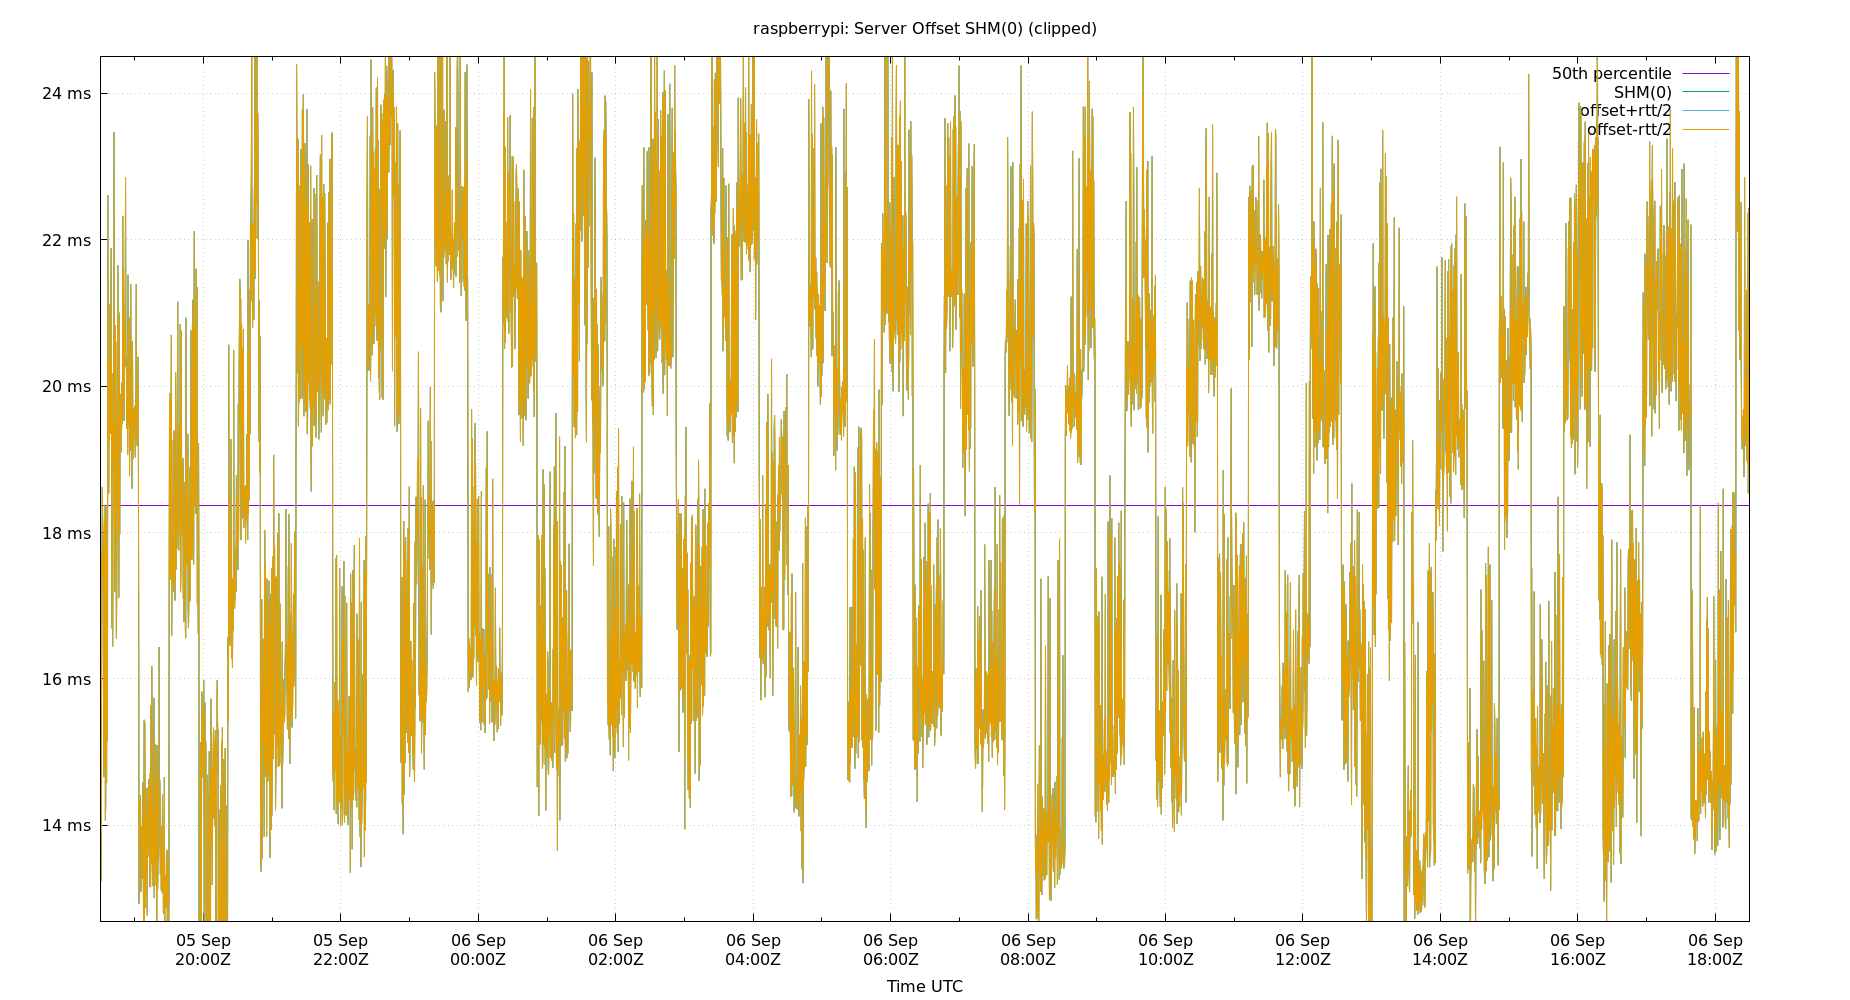 raspberrypi: Server Offset SHM(0) (clipped)
50th percentile
SHM(0)
offset+rtt/2
offset-rtt/2
24 ms
22 ms
20 ms
18 ms
16 ms
14 ms
05 Sep 05 Sep 06 Sep 06 Sep 06 Sep 06 Sep 06 Sep 06 Sep 06 Sep 06 Sep 06 Sep 06 Sep
20:00Z 22:00Z 00:00Z 02:00Z 04:00Z 06:00Z 08:00Z 10:00Z 12:00Z 14:00Z 16:00Z 18:00Z
Time UTC